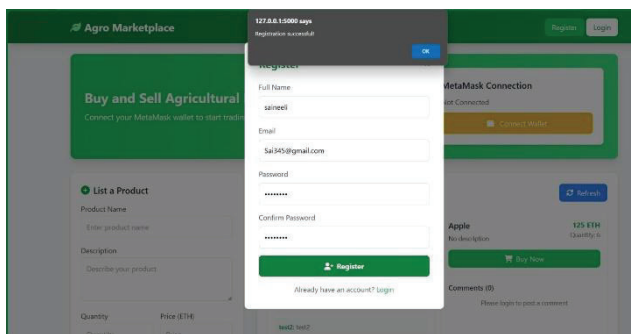 Agro Marketplace
Register
Login
127.0.0.1:5000 says
Registration successful!
OK
Register
Full Name
saineeli
Email
Sai345@gmail.com
Password
••••••••
Confirm Password
••••••••
Register
Already have an account? Login
Buy and Sell Agricultural
Connect your MetaMask wallet to start tradin
MetaMask Connection
Not Connected
Connect Wallet
List a Product
Product Name
Enter product name
Description
Describe your product
Quantity
Price (ETH)
Refresh
Apple
125 ETH
No description
Quantity: 6
Buy Now
Comments (0)
Please login to post a comment
test2: test2